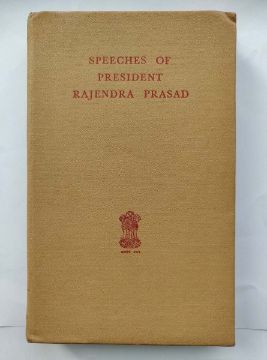 SPEECHES OF
PRESIDENT
RAJENDRA PRASAD